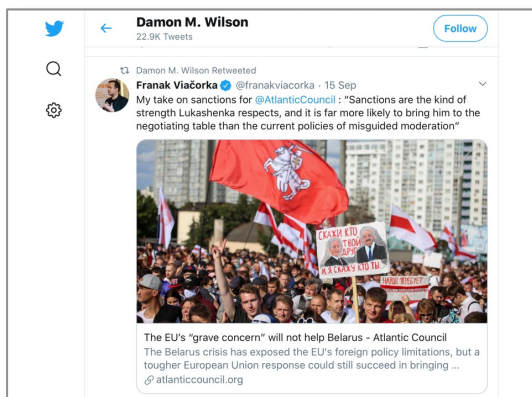 Damon M. Wilson
22.9K Tweets
Follow
Damon M. Wilson Retweeted
Franak Viačorka @franakviacorka · 15 Sep
My take on sanctions for @AtlanticCouncil : "Sanctions are the kind of
strength Lukashenka respects, and it is far more likely to bring him to the
negotiating table than the current policies of misguided moderation"
СКАЖИ КТО
ТВОЙ
ДРУГ
И Я СКАЖУ КТО ТЫ
The EU's "grave concern" will not help Belarus - Atlantic Council
The Belarus crisis has exposed the EU's foreign policy limitations, but a
tougher European Union response could still succeed in bringing ...
atlanticcouncil.org